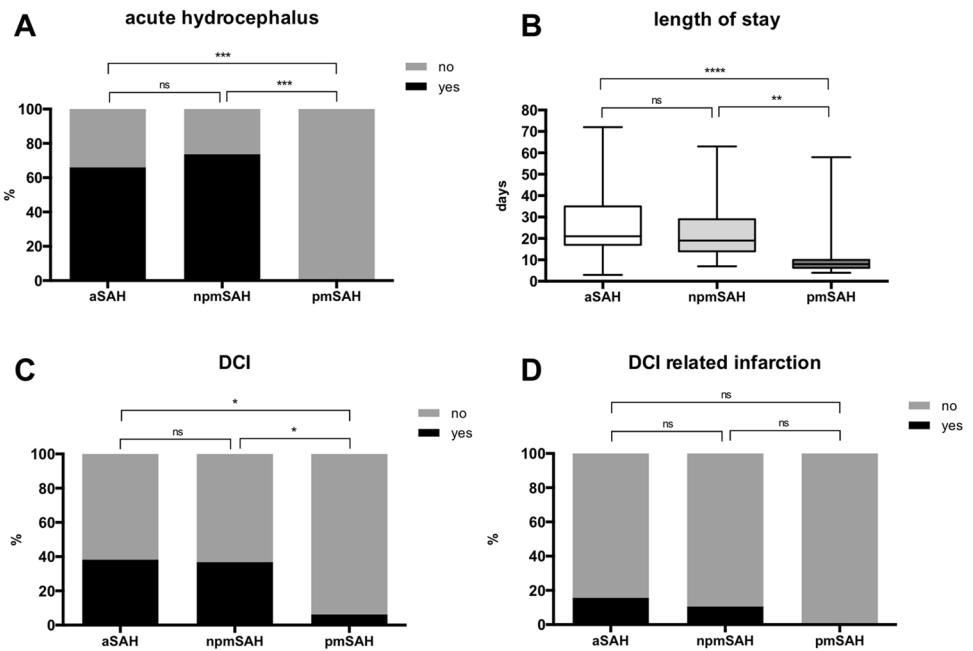 A
acute hydrocephalus
***
ns
***
no
yes
%
100
80
60
40
20
0
aSAH
npmSAH
pmSAH
B
length of stay
****
ns
**
days
80
70
60
50
40
30
20
10
0
aSAH
npmSAH
pmSAH
C
DCI
*
ns
*
no
yes
%
100
80
60
40
20
0
aSAH
npmSAH
pmSAH
D
DCI related infarction
ns
ns
ns
no
yes
%
100
80
60
40
20
0
aSAH
npmSAH
pmSAH